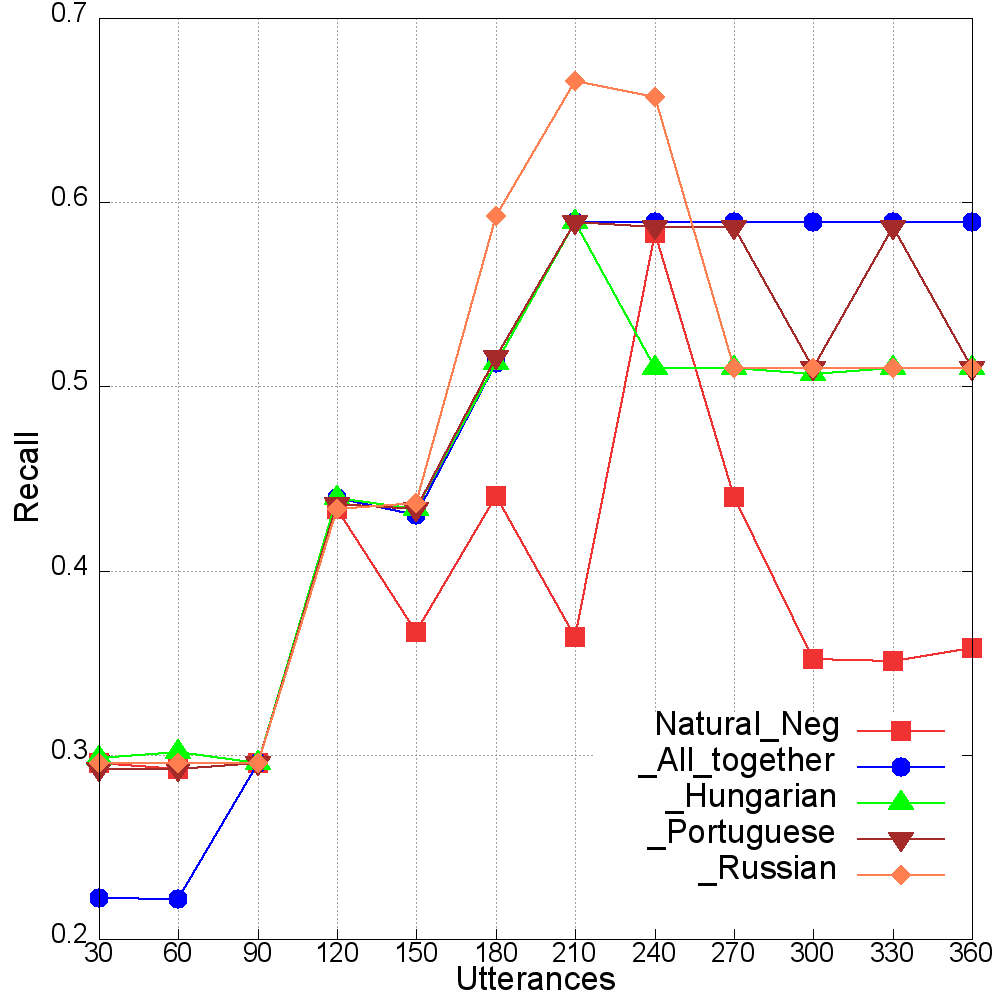 0.7
0.6
0.5
0.4
0.3
0.2
Recall
30 60 90 120 150 180 210 240 270 300 330 360
Utterances
Natural_Neg
_All_together
_Hungarian
_Portuguese
_Russian